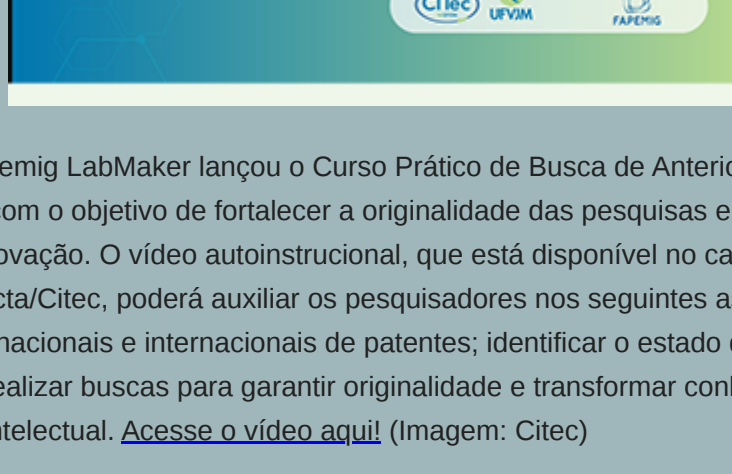 Citec UFVJM FAPEMIG
emig LabMaker lançou o Curso Prático de Busca de Anterio
com o objetivo de fortalecer a originalidade das pesquisas e
ovação. O vídeo autoinstrucional, que está disponível no ca
cta/Citec, poderá auxiliar os pesquisadores nos seguintes a
nacionais e internacionais de patentes; identificar o estado
ealizar buscas para garantir originalidade e transformar con
ntelectual. Acesse o vídeo aqui! (Imagem: Citec)